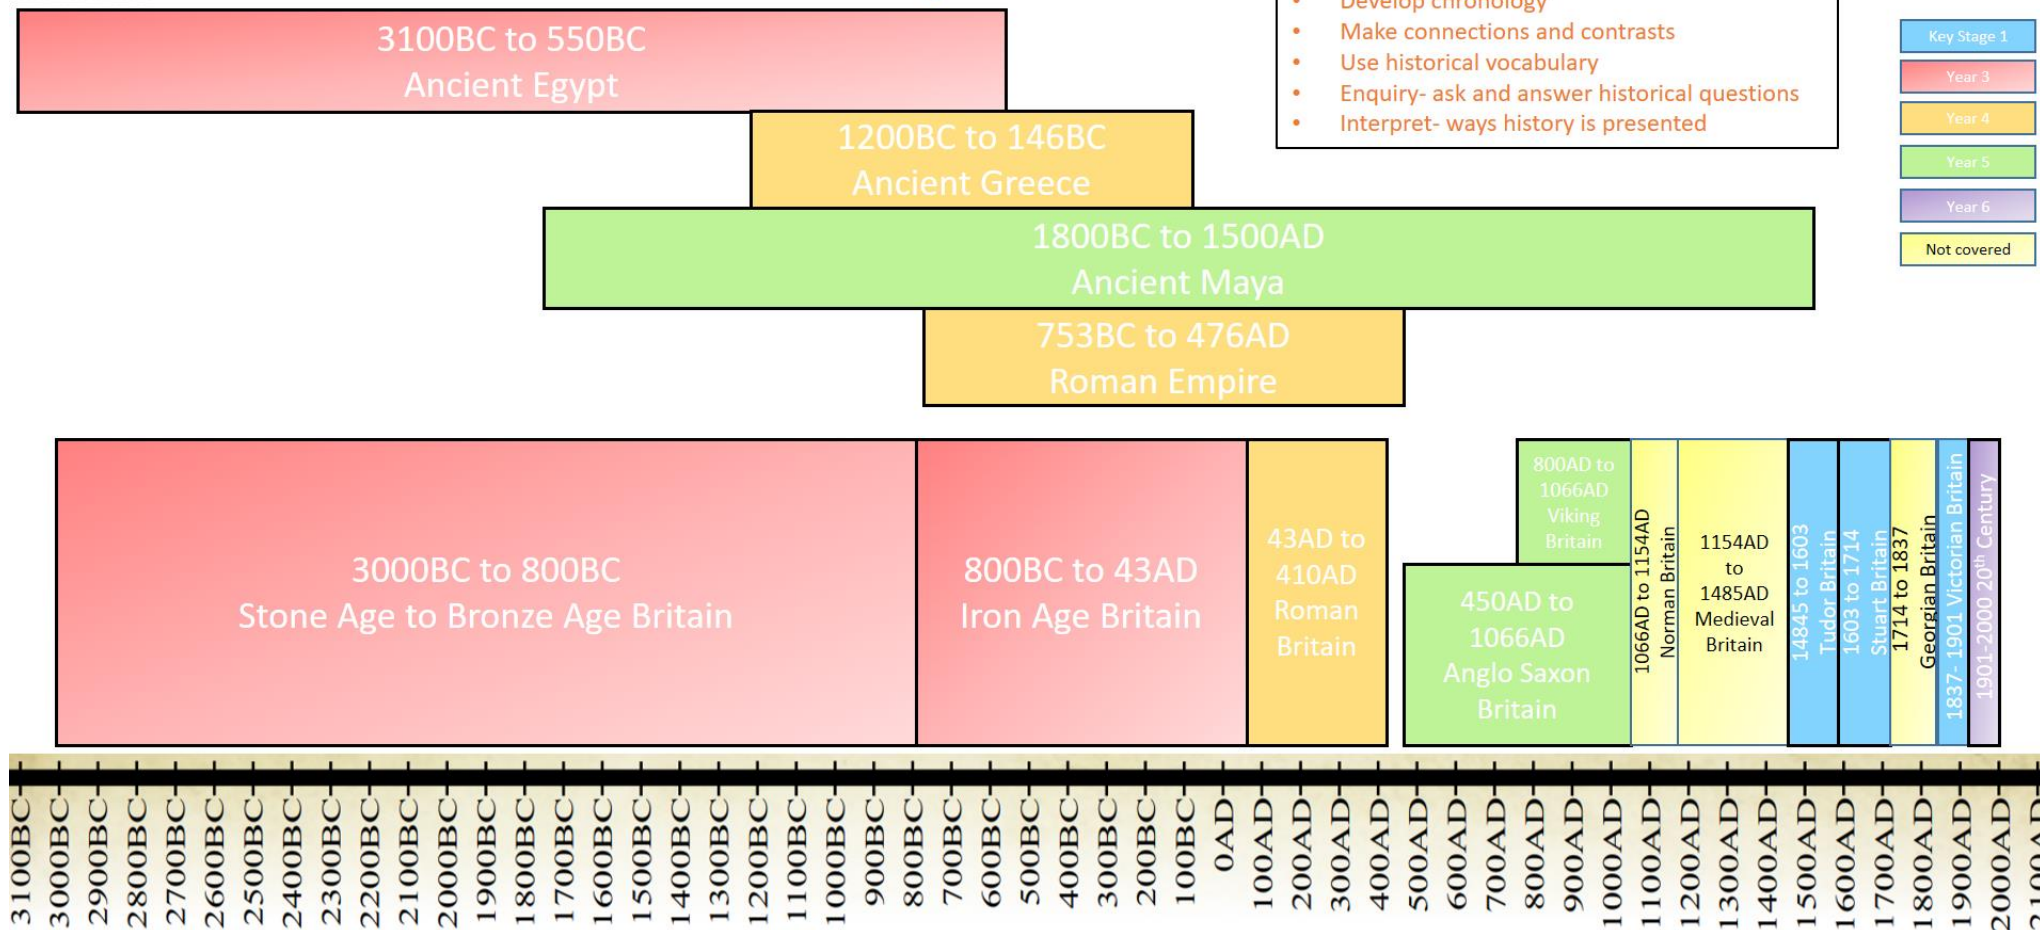 3100BC to 550BC
Ancient Egypt
1200BC to 146BC
Ancient Greece
1800BC to 1500AD
Ancient Maya
753BC to 476AD
Roman Empire
• Develop chronology
• Make connections and contrasts
• Use historical vocabulary
• Enquiry- ask and answer historical questions
• Interpret- ways history is presented
Key Stage 1
Year 3
Year 4
Year 5
Year 6
Not covered
3000BC to 800BC
Stone Age to Bronze Age Britain
800BC to 43AD
Iron Age Britain
43AD to
410AD
Roman
Britain
800AD to
1066AD
Viking
Britain
450AD to
1066AD
Anglo Saxon
Britain
1066AD to 1154AD
Norman Britain
1154AD
to
1485AD
Medieval
Britain
14845 to 1603
Tudor Britain
1603 to 1714
Stuart Britain
1714 to 1837
Georgian Britain
1837- 1901 Victorian Britain
1901-2000 20th Century
3100BC
3000BC
2900BC
2800BC
2700BC
2600BC
2500BC
2400BC
2300BC
2200BC
2100BC
2000BC
1900BC
1800BC
1700BC
1600BC
1500BC
1400BC
1300BC
1200BC
1100BC
1000BC
900BC
800BC
700BC
600BC
500BC
400BC
300BC
200BC
100BC
0AD
100AD
200AD
300AD
400AD
500AD
600AD
700AD
800AD
900AD
1000AD
1100AD
1200AD
1300AD
1400AD
1500AD
1600AD
1700AD
1800AD
1900AD
2000AD
2100AD